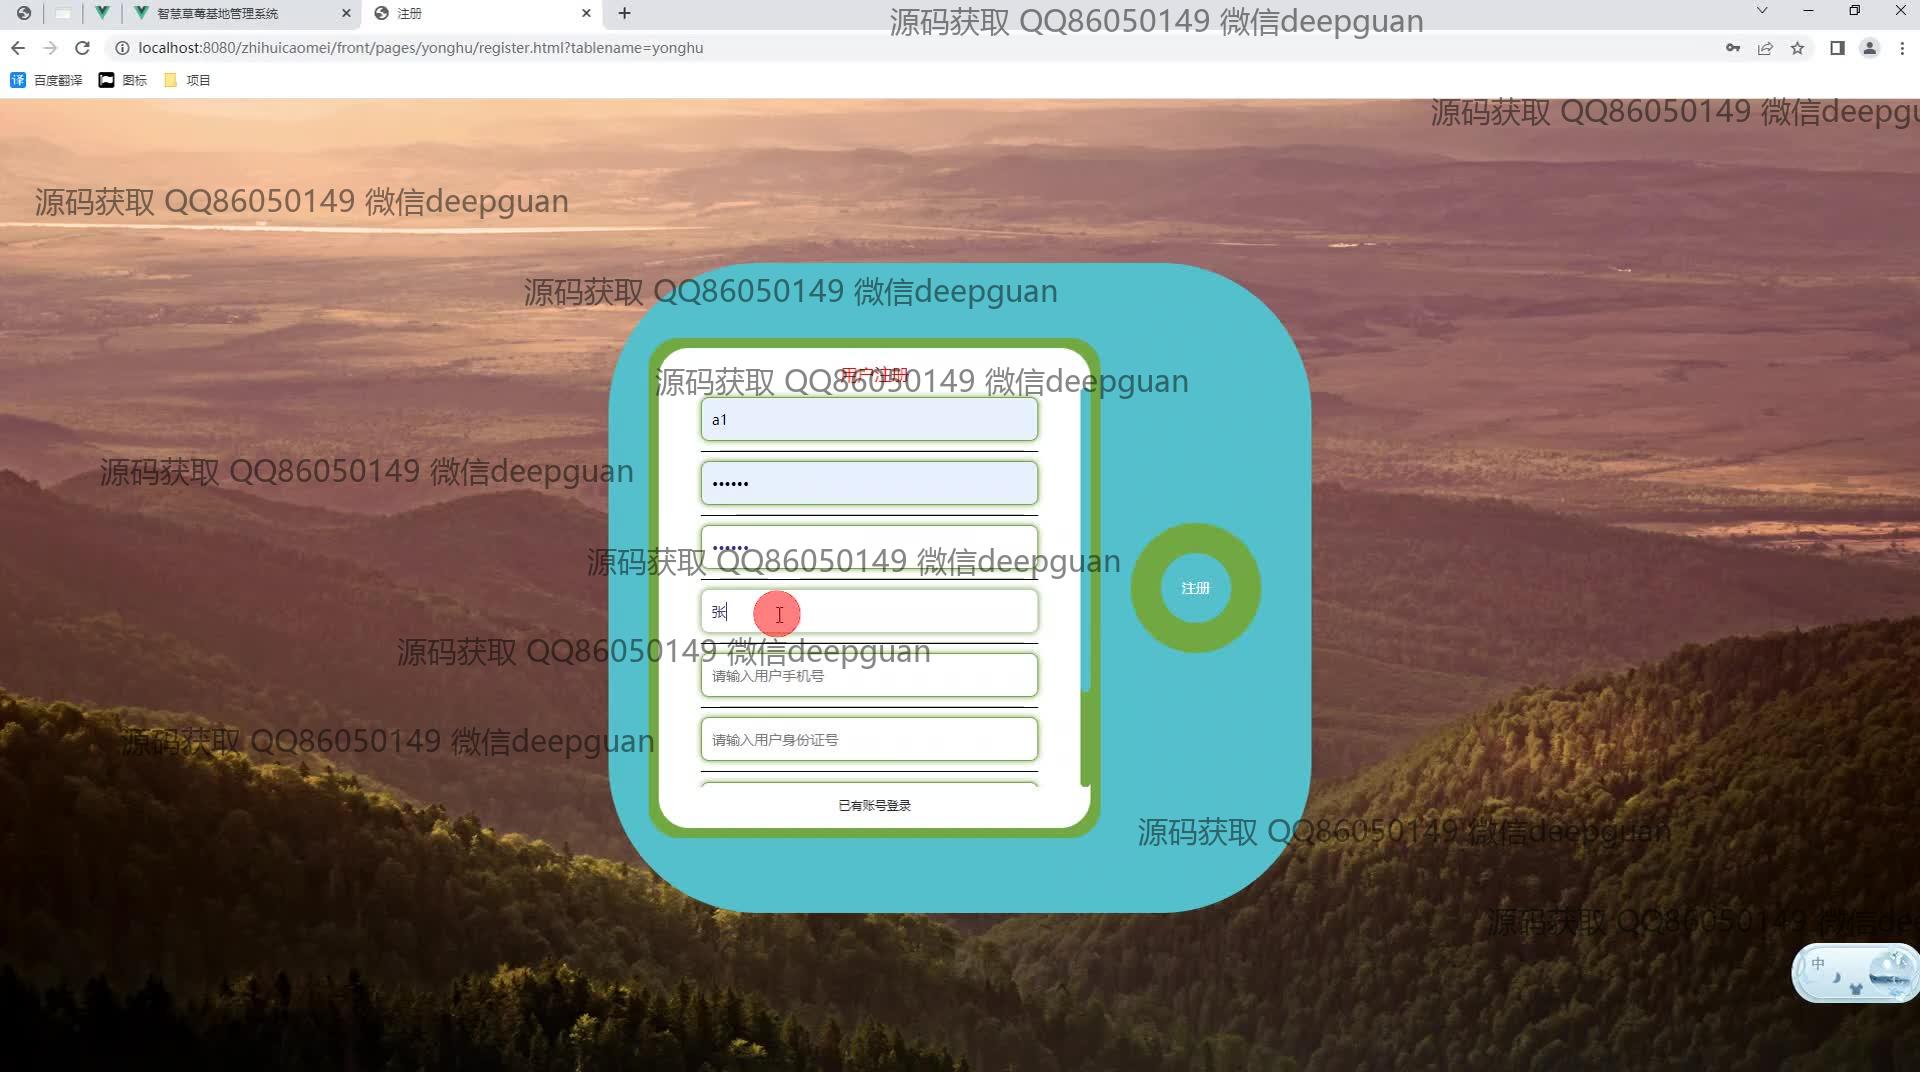 智慧草莓基地管理系统
注册
源码获取 QQ86050149 微信deepguan
localhost:8080/zhihuicaomei/front/pages/yonghu/register.html?tablename=yonghu
译 百度翻译 图标 项目
源码获取 QQ86050149 微信deepgu
源码获取 QQ86050149 微信deepguan
源码获取 QQ86050149 微信deepguan
用户注册
源码获取 QQ86050149 微信deepguan
a1
源码获取 QQ86050149 微信deepguan
••••••
••••••
源码获取 QQ86050149 微信deepguan
注册
张
源码获取 QQ86050149 微信deepguan
请输入用户手机号
请输入用户身份证号
源码获取 QQ86050149 微信deepguan
已有账号登录
源码获取 QQ86050149 微信deepguan
源码获取 QQ86050149 微信dee
中